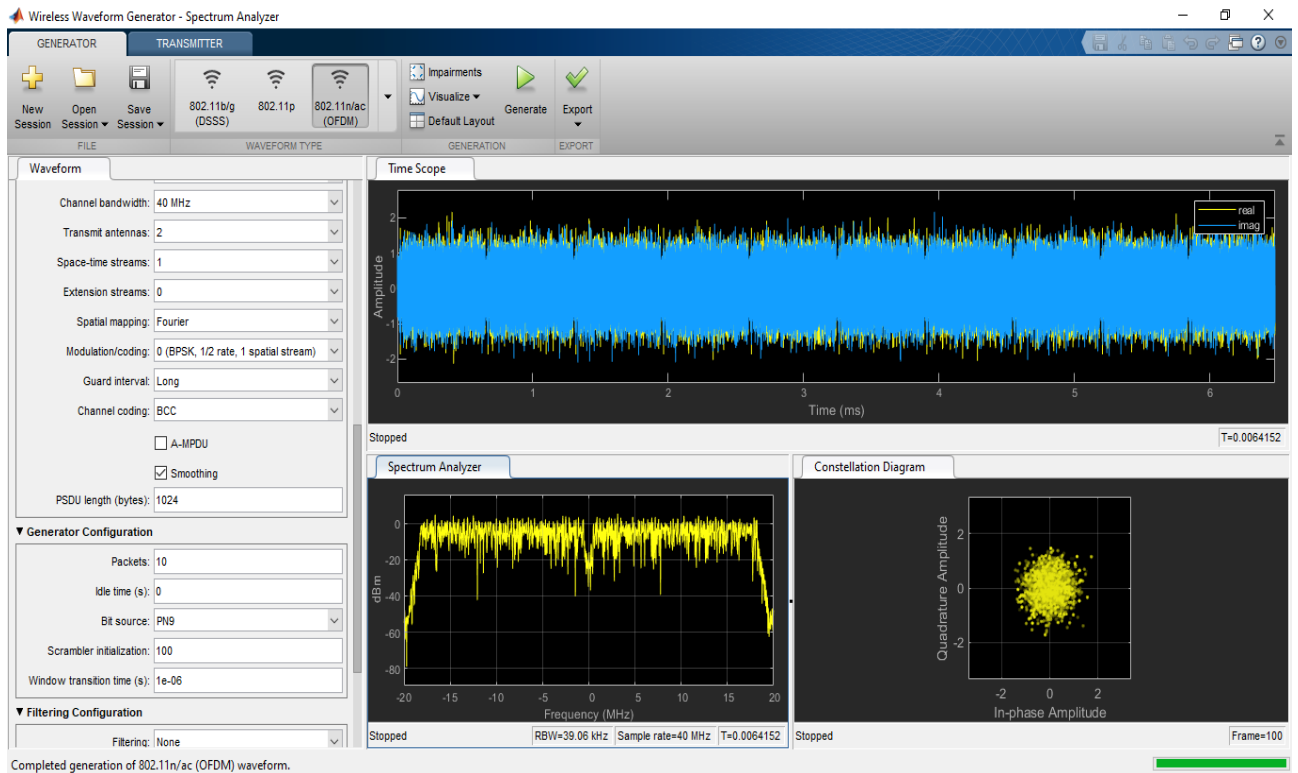 Wireless Waveform Generator - Spectrum Analyzer
GENERATOR TRANSMITTER
New Session
Open Session
Save Session
FILE
802.11b/g (DSSS)
802.11p
802.11n/ac (OFDM)
WAVEFORM TYPE
Impairments
Visualize
Default Layout
Generate
GENERATION
Export
EXPORT
Waveform
Channel bandwidth: 40 MHz
Transmit antennas: 2
Space-time streams: 1
Extension streams: 0
Spatial mapping: Fourier
Modulation/coding: 0 (BPSK, 1/2 rate, 1 spatial stream)
Guard interval: Long
Channel coding: BCC
A-MPDU
Smoothing
PSDU length (bytes): 1024
Generator Configuration
Packets: 10
Idle time (s): 0
Bit source: PN9
Scrambler initialization: 100
Window transition time (s): 1e-06
Filtering Configuration
Filtering: None
Time Scope
real
imag
Amplitude
2
1
0
-1
-2
0 1 2 3 4 5 6
Time (ms)
Stopped T=0.0064152
Spectrum Analyzer
dBm
0
-20
-40
-60
-80
-20 -15 -10 -5 0 5 10 15 20
Frequency (MHz)
Stopped RBW=39.06 kHz Sample rate=40 MHz T=0.0064152
Constellation Diagram
Quadrature Amplitude
2
0
-2
-2 0 2
In-phase Amplitude
Stopped Frame=100
Completed generation of 802.11n/ac (OFDM) waveform.